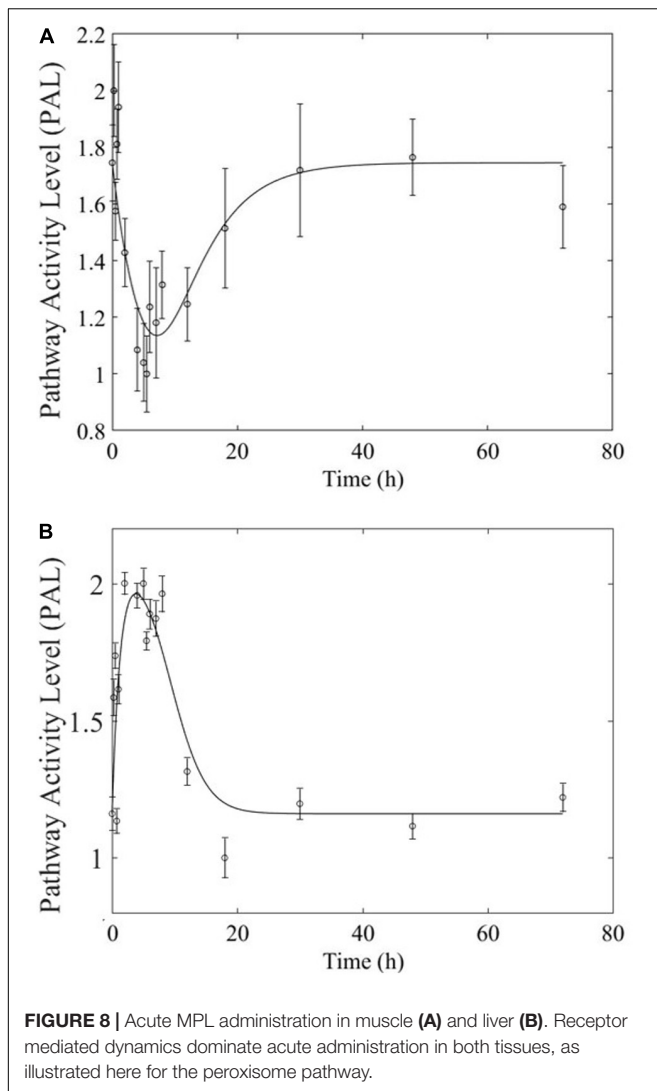 A
2.2
2
1.8
1.6
1.4
1.2
1
0.8
Pathway Activity Level (PAL)
0 20 40 60 80
Time (h)
B
2
1.5
1
Pathway Activity Level (PAL)
0 20 40 60 80
Time (h)
FIGURE 8 | Acute MPL administration in muscle (A) and liver (B). Receptor
mediated dynamics dominate acute administration in both tissues, as
illustrated here for the peroxisome pathway.